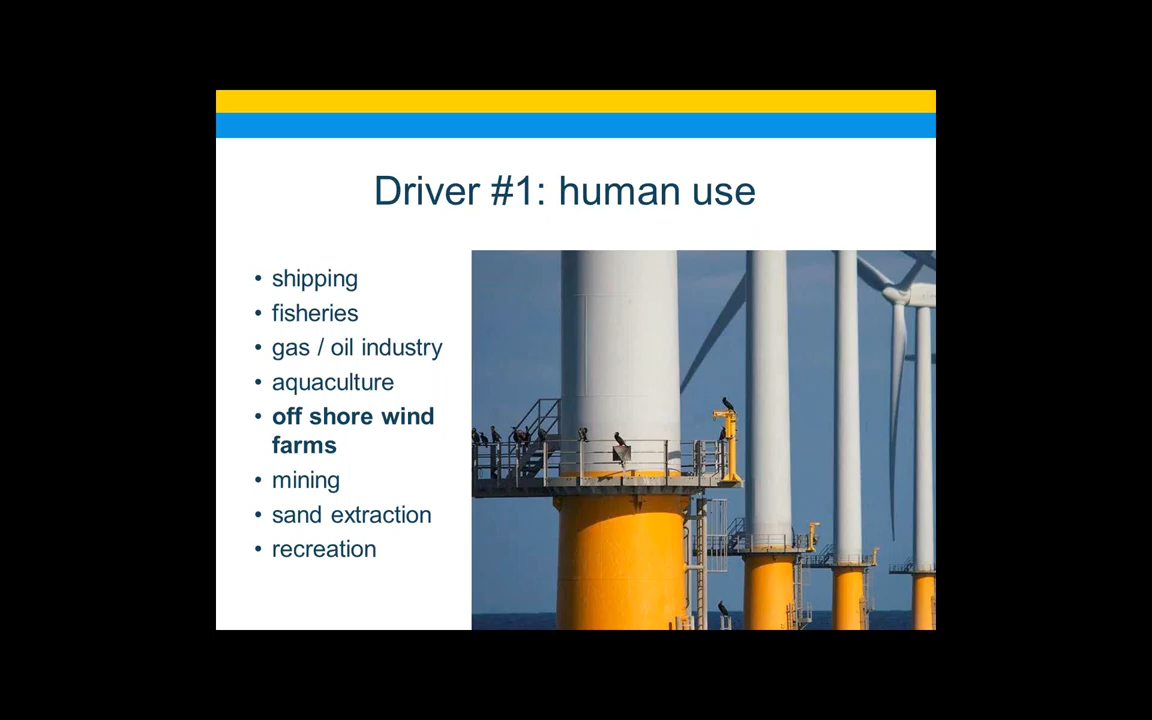 Driver #1: human use
• shipping
• fisheries
• gas / oil industry
• aquaculture
• off shore wind
farms
• mining
• sand extraction
• recreation